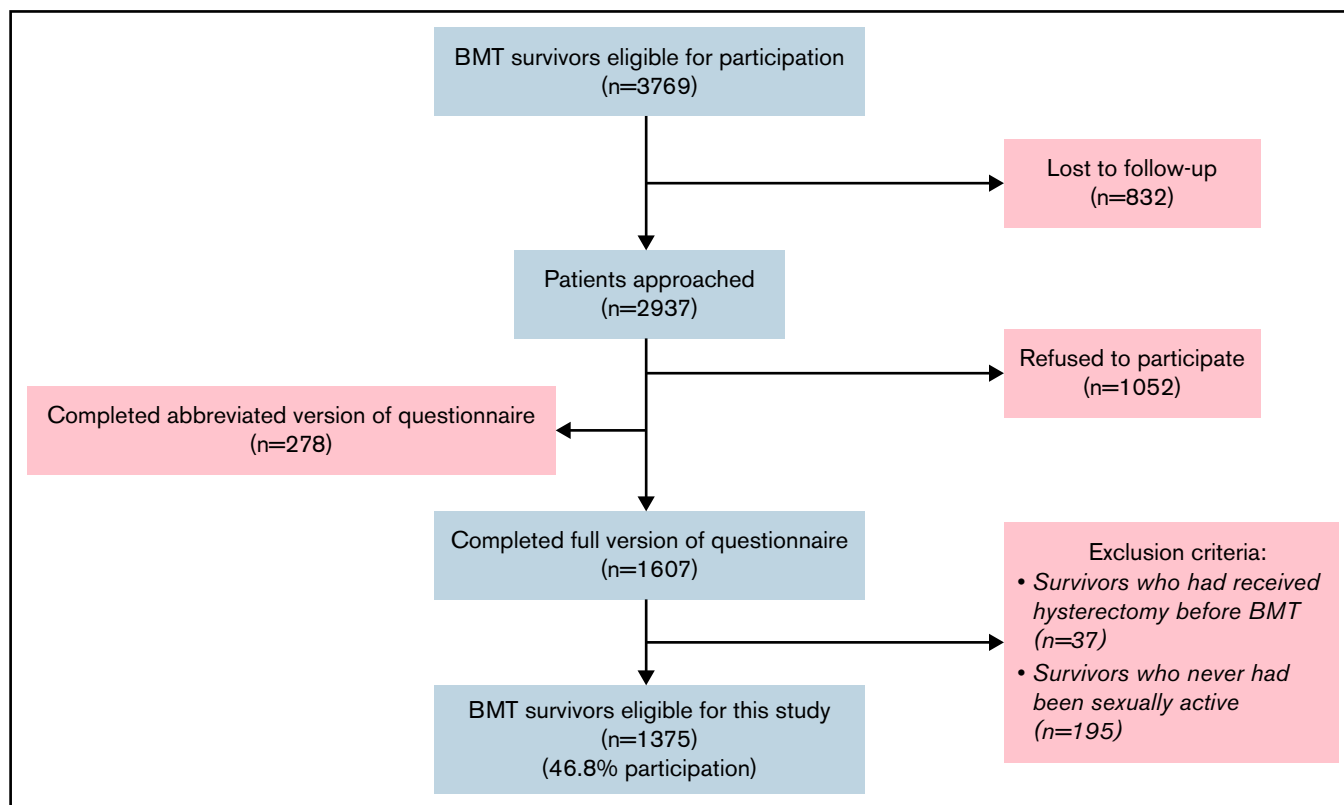 BMT survivors eligible for participation
(n=3769)
Lost to follow-up
(n=832)
Patients approached
(n=2937)
Refused to participate
(n=1052)
Completed abbreviated version of questionnaire
(n=278)
Completed full version of questionnaire
(n=1607)
Exclusion criteria:
• Survivors who had received
hysterectomy before BMT
(n=37)
• Survivors who never had
been sexually active
(n=195)
BMT survivors eligible for this study
(n=1375)
(46.8% participation)